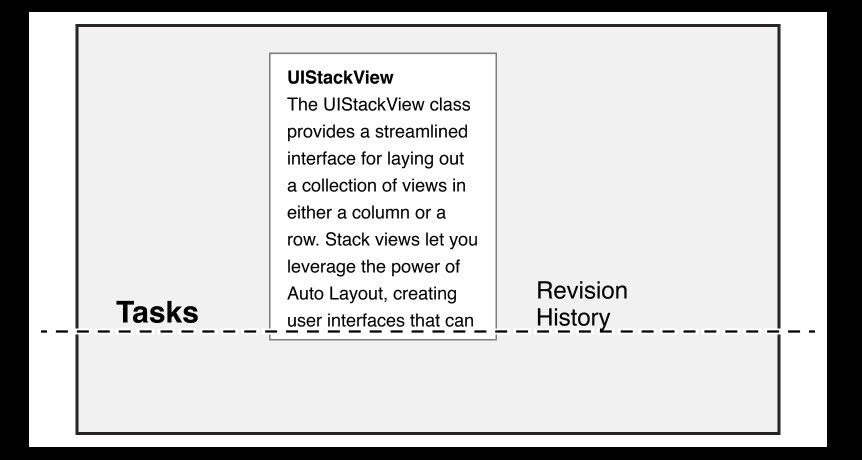 UIStackView
The UIStackView class
provides a streamlined
interface for laying out
a collection of views in
either a column or a
row. Stack views let you
leverage the power of
Auto Layout, creating
user interfaces that can
Tasks
Revision
History